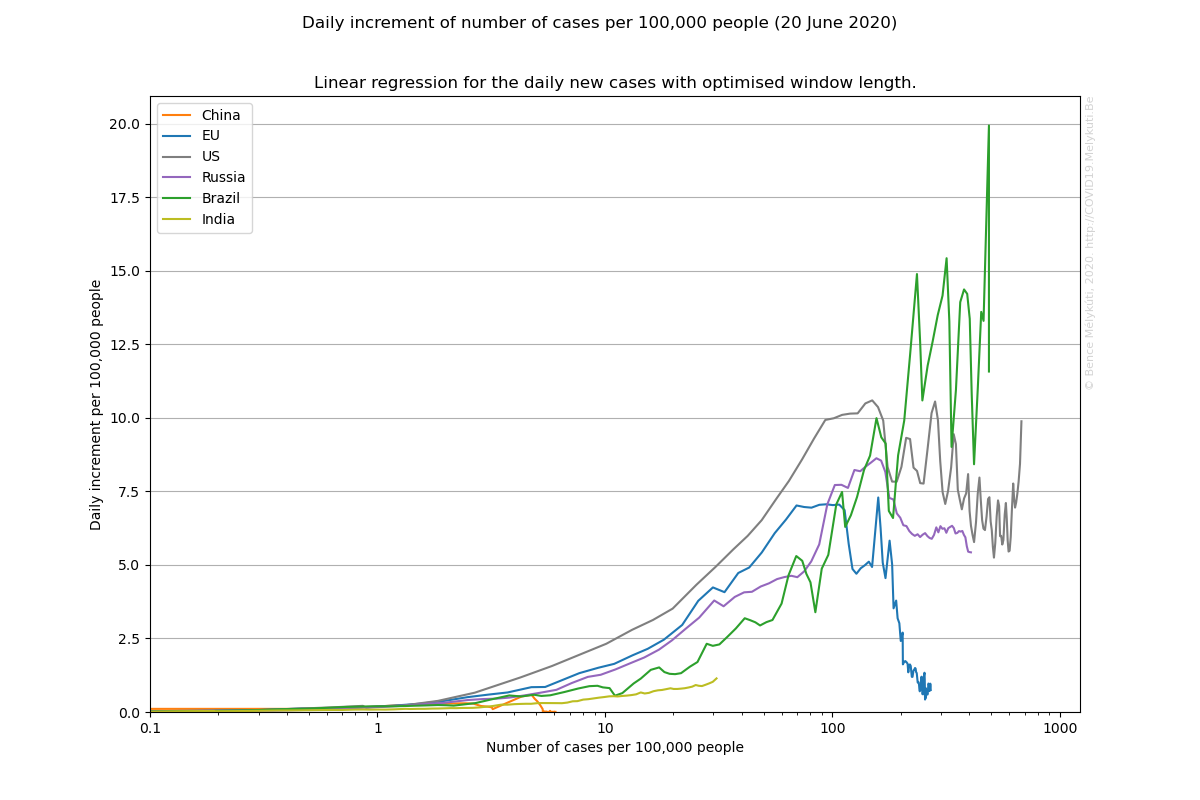 Daily increment of number of cases per 100,000 people (20 June 2020)
Linear regression for the daily new cases with optimised window length.
China
EU
US
Russia
Brazil
India
20.0
17.5
15.0
12.5
10.0
7.5
5.0
2.5
0.0
Daily increment per 100,000 people
0.1
1
10
100
1000
Number of cases per 100,000 people
© Bence Mélykúti, 2020. http://COVID19.Melykuti.Be